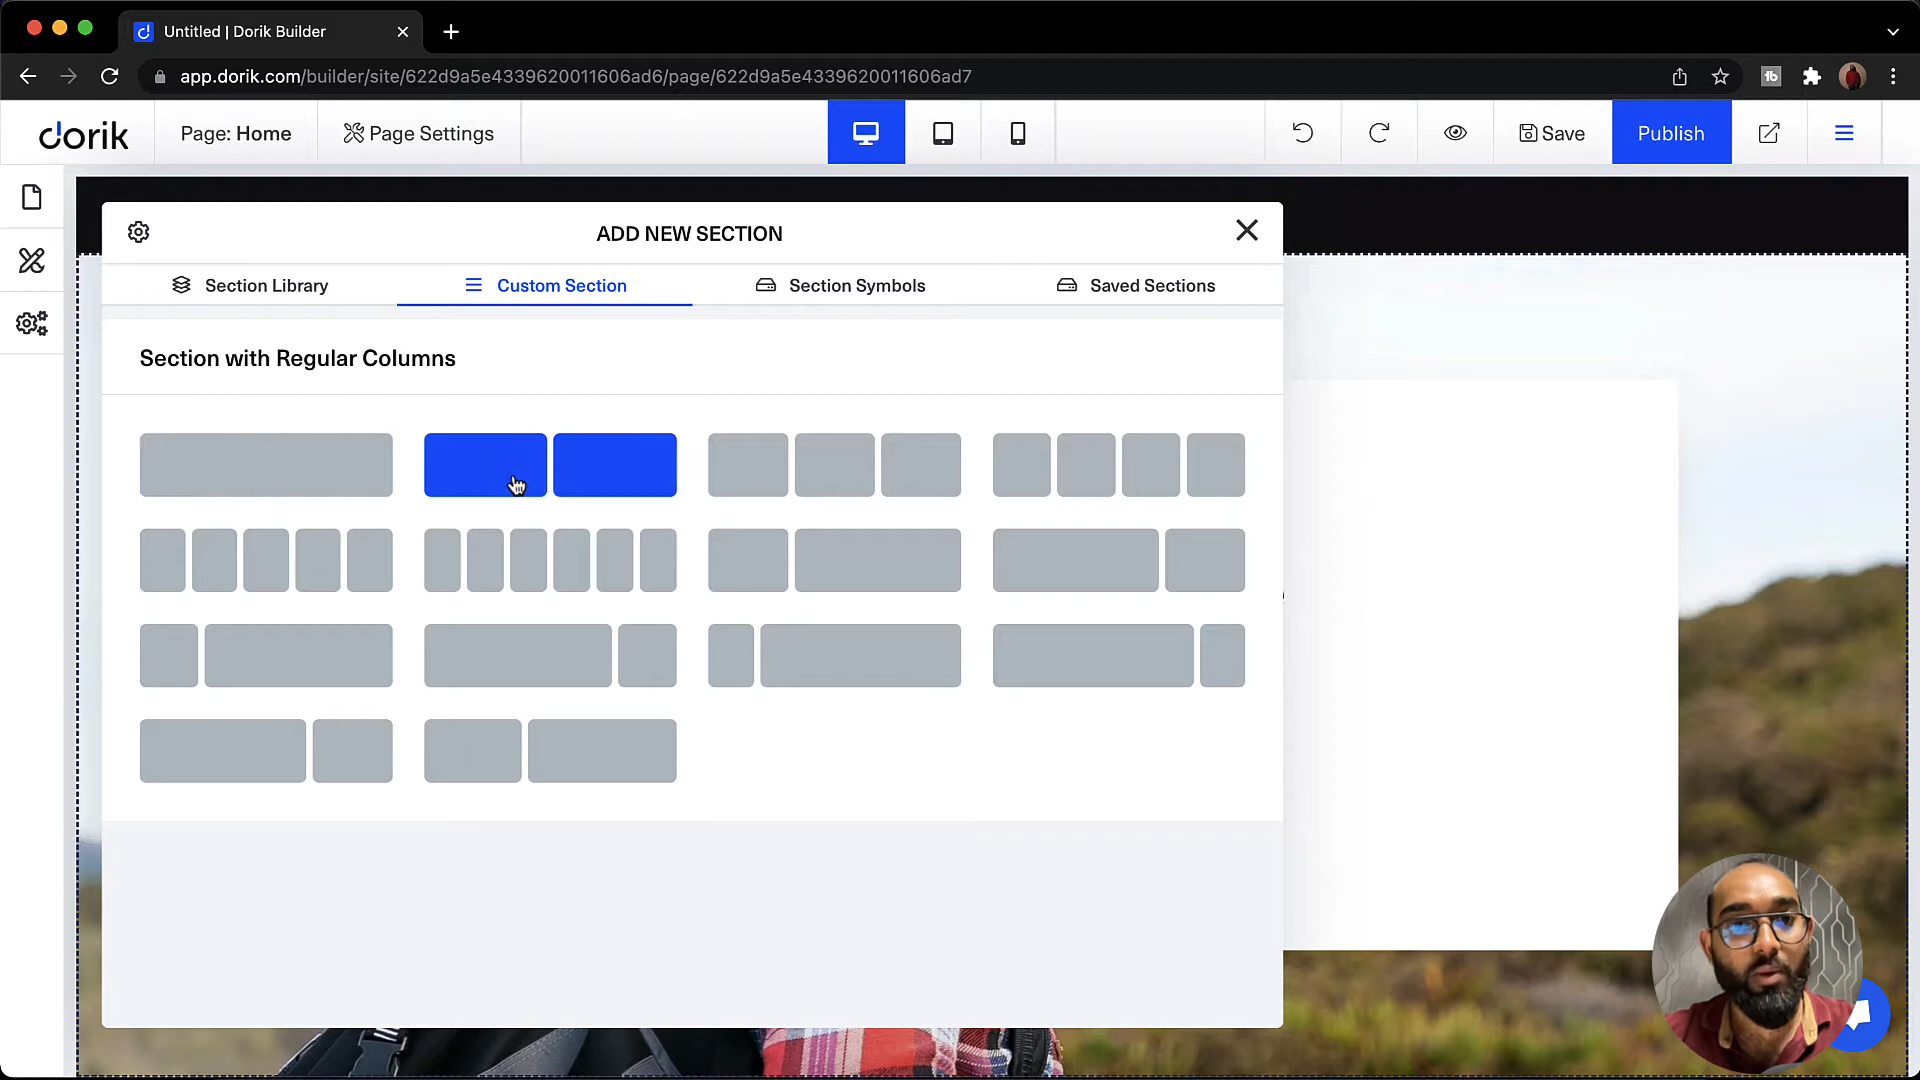 Untitled | Dorik Builder
app.dorik.com/builder/site/622d9a5e4339620011606ad6/page/622d9a5e4339620011606ad7
dorik
Page: Home
Page Settings
Save
Publish
ADD NEW SECTION
Section Library
Custom Section
Section Symbols
Saved Sections
Section with Regular Columns